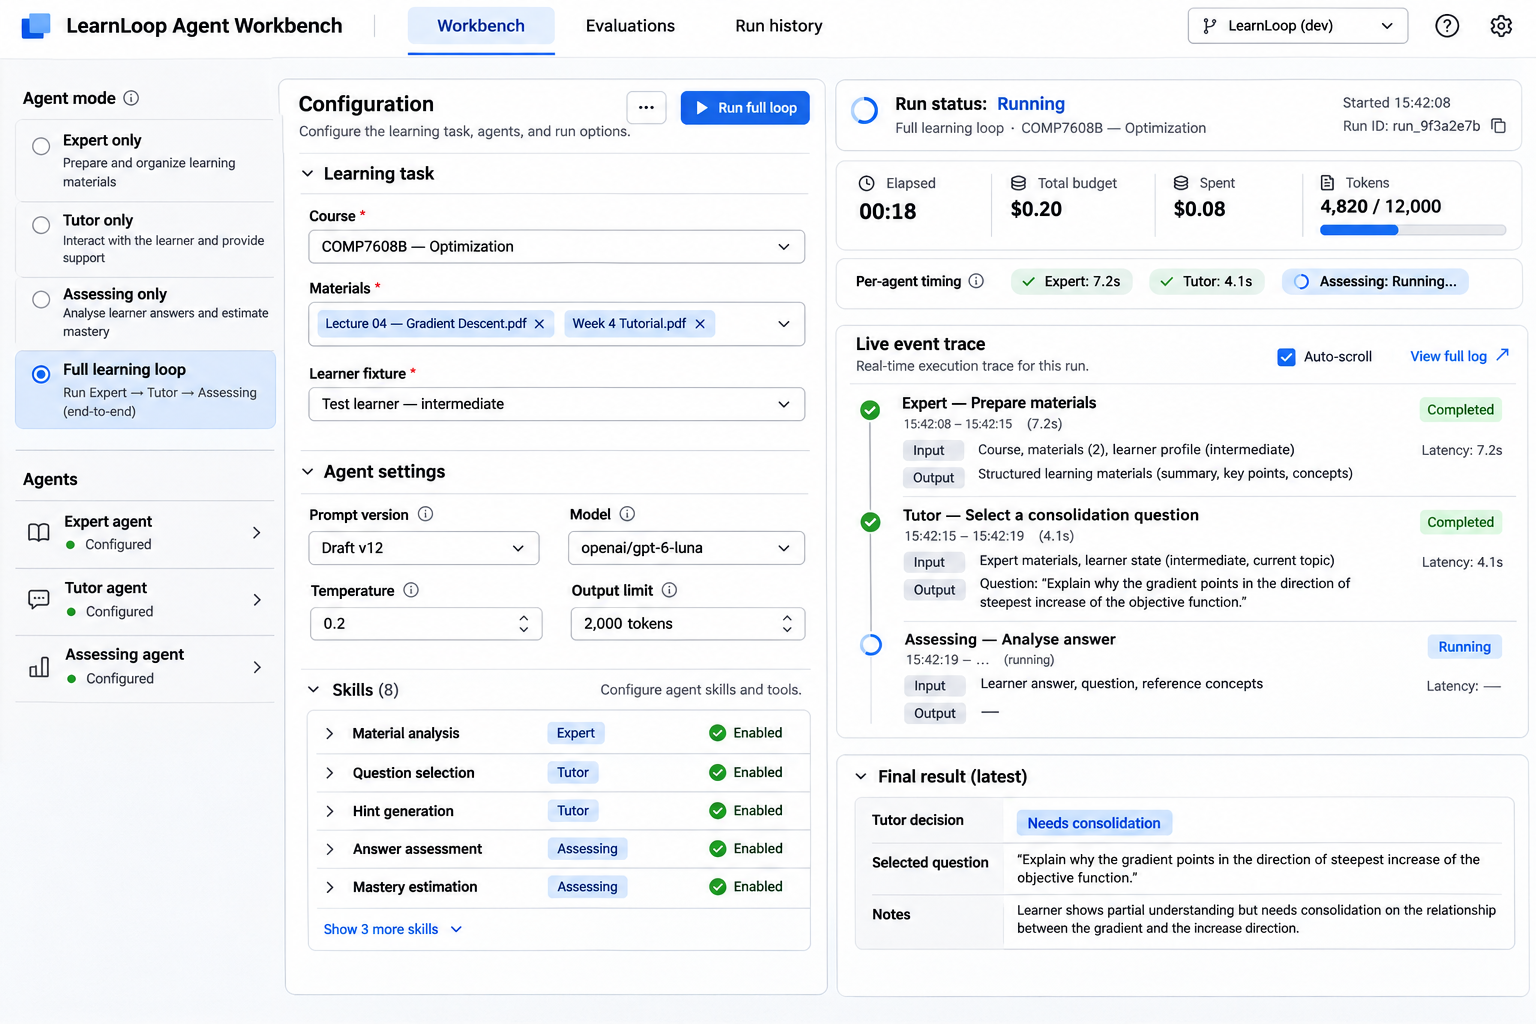 LearnLoop Agent Workbench
Workbench
Evaluations
Run history
LearnLoop (dev)
Agent mode
Expert only
Prepare and organize learning
materials
Tutor only
Interact with the learner and provide
support
Assessing only
Analyse learner answers and estimate
mastery
Full learning loop
Run Expert → Tutor → Assessing
(end-to-end)
Agents
Expert agent
Configured
Tutor agent
Configured
Assessing agent
Configured
Configuration
Configure the learning task, agents, and run options.
Run full loop
Learning task
Course *
COMP7608B — Optimization
Materials *
Lecture 04 — Gradient Descent.pdf
Week 4 Tutorial.pdf
Learner fixture *
Test learner — intermediate
Agent settings
Prompt version
Model
Draft v12
openai/gpt-6-luna
Temperature
Output limit
0.2
2,000 tokens
Skills (8)
Configure agent skills and tools.
Material analysis Expert Enabled
Question selection Tutor Enabled
Hint generation Tutor Enabled
Answer assessment Assessing Enabled
Mastery estimation Assessing Enabled
Show 3 more skills
Run status: Running
Full learning loop · COMP7608B — Optimization
Started 15:42:08
Run ID: run_9f3a2e7b
Elapsed
00:18
Total budget
$0.20
Spent
$0.08
Tokens
4,820 / 12,000
Per-agent timing
Expert: 7.2s
Tutor: 4.1s
Assessing: Running...
Live event trace
Real-time execution trace for this run.
Auto-scroll
View full log
Expert — Prepare materials
Completed
15:42:08 – 15:42:15 (7.2s)
Input Course, materials (2), learner profile (intermediate)
Latency: 7.2s
Output Structured learning materials (summary, key points, concepts)
Tutor — Select a consolidation question
Completed
15:42:15 – 15:42:19 (4.1s)
Input Expert materials, learner state (intermediate, current topic)
Latency: 4.1s
Output Question: “Explain why the gradient points in the direction of
steepest increase of the objective function.”
Assessing — Analyse answer
Running
15:42:19 – … (running)
Input Learner answer, question, reference concepts
Latency: —
Output —
Final result (latest)
Tutor decision Needs consolidation
Selected question “Explain why the gradient points in the direction of steepest increase of the
objective function.”
Notes Learner shows partial understanding but needs consolidation on the relationship
between the gradient and the increase direction.